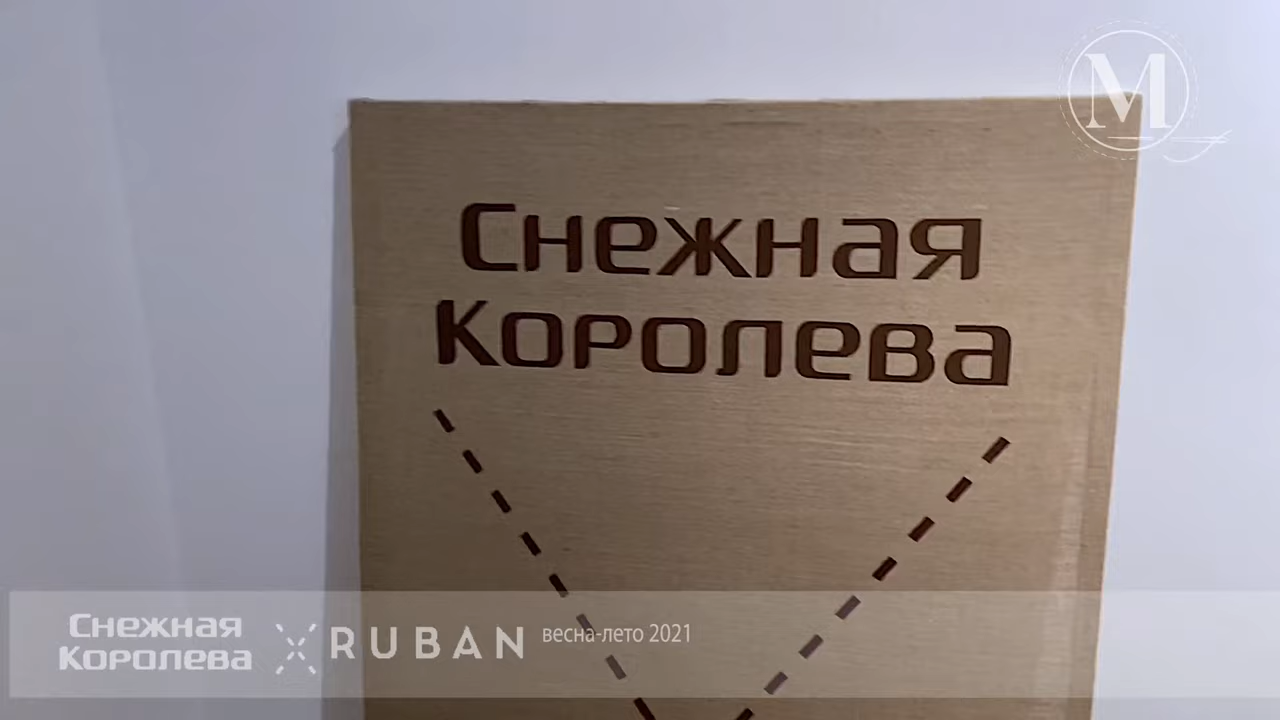 M
Снежная
Королева
Снежная
Королева
RUBAN
весна-лето 2021